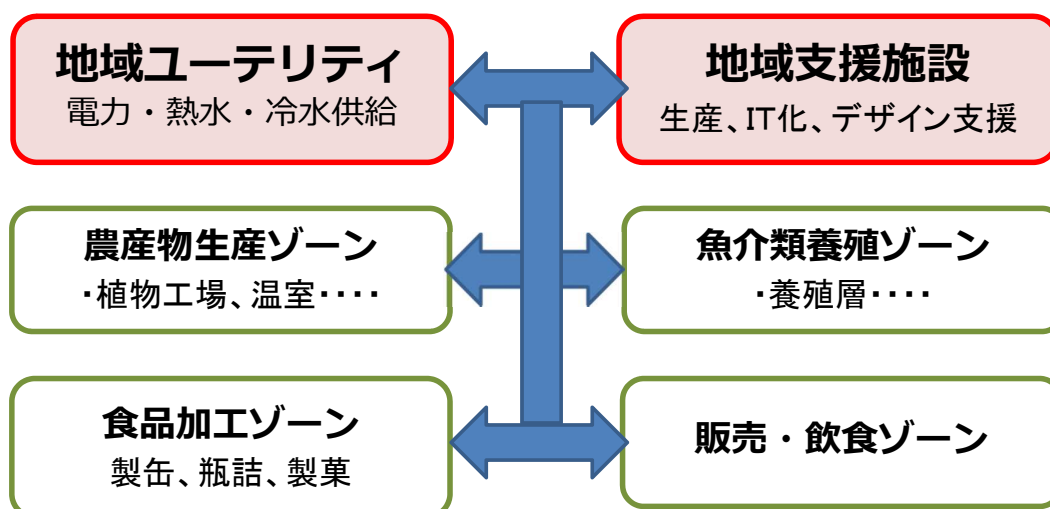 地域ユーテリティ
電力・熱水・冷水供給
地域支援施設
生産、IT化、デザイン支援
農産物生産ゾーン
・植物工場、温室・・・・
魚介類養殖ゾーン
・養殖層・・・・
食品加工ゾーン
製缶、瓶詰、製菓
販売・飲食ゾーン